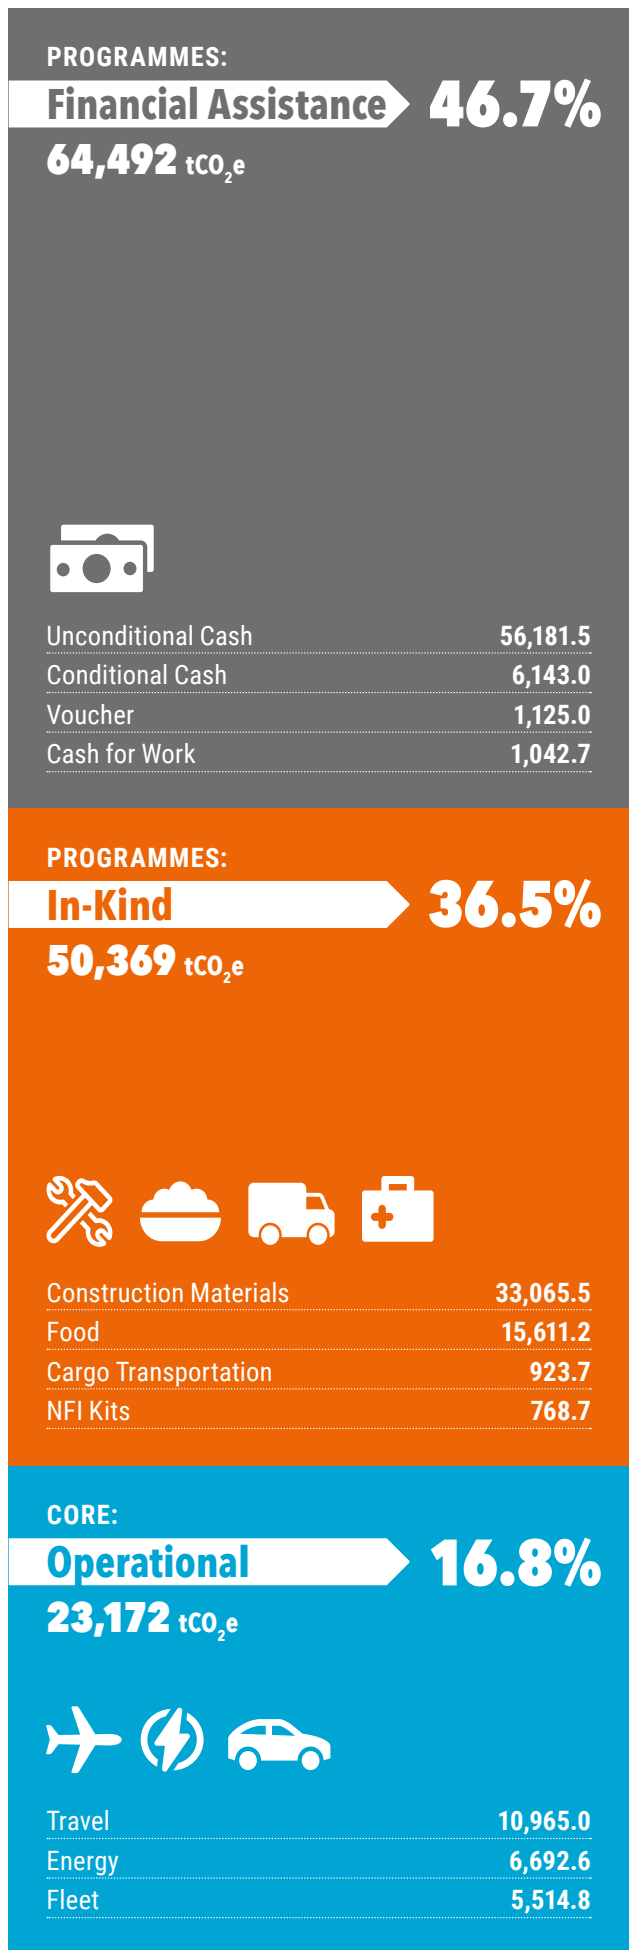 PROGRAMMES:
Financial Assistance 46.7%
64,492 tCO₂e
Unconditional Cash 56,181.5
Conditional Cash 6,143.0
Voucher 1,125.0
Cash for Work 1,042.7
PROGRAMMES:
In-Kind 36.5%
50,369 tCO₂e
Construction Materials 33,065.5
Food 15,611.2
Cargo Transportation 923.7
NFI Kits 768.7
CORE:
Operational 16.8%
23,172 tCO₂e
Travel 10,965.0
Energy 6,692.6
Fleet 5,514.8